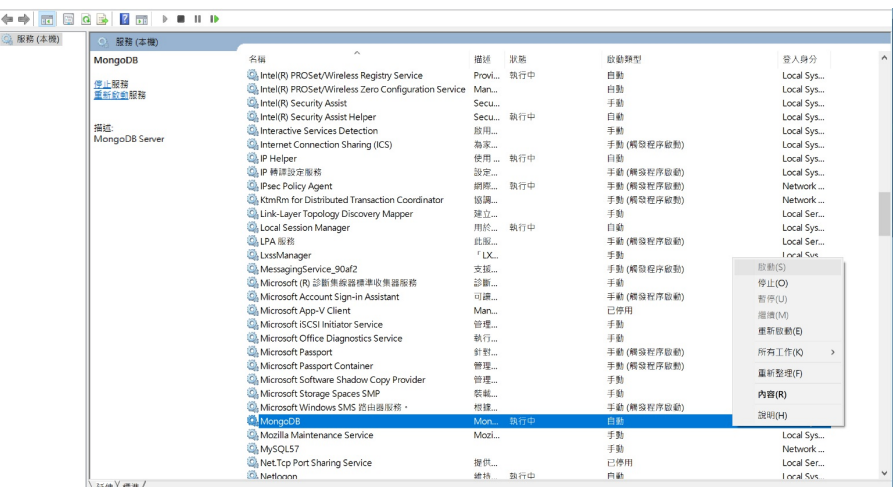 服務 (本機)
服務 (本機)
MongoDB
停止服務
重新啟動服務
描述:
MongoDB Server
名稱 描述 狀態 啟動類型 登入身分
Intel(R) PROSet/Wireless Registry Service Provi... 執行中 自動 Local Sys...
Intel(R) PROSet/Wireless Zero Configuration Service Man... 自動 Local Sys...
Intel(R) Security Assist Secu... 手動 Local Sys...
Intel(R) Security Assist Helper Secu... 執行中 自動 Local Sys...
Interactive Services Detection 啟用... 手動 Local Sys...
Internet Connection Sharing (ICS) 為家... 手動 (觸發程序啟動) Local Sys...
IP Helper 使用 ... 執行中 自動 Local Sys...
IP 轉譯設定服務 設定... 手動 (觸發程序啟動) Local Sys...
IPsec Policy Agent 網際... 執行中 手動 (觸發程序啟動) Network ...
KtmRm for Distributed Transaction Coordinator 協調... 手動 (觸發程序啟動) Network ...
Link-Layer Topology Discovery Mapper 建立... 手動 Local Ser...
Local Session Manager 用於... 執行中 自動 Local Sys...
LPA 服務 此服... 手動 (觸發程序啟動) Local Ser...
LxssManager 「LX... 手動 Local Sys...
MessagingService_90af2 支援... 手動 (觸發程序啟動)
Microsoft (R) 診斷集線器標準收集器服務 診斷... 手動
Microsoft Account Sign-in Assistant 可讓... 手動 (觸發程序啟動)
Microsoft App-V Client Man... 已停用
Microsoft iSCSI Initiator Service 管理... 手動
Microsoft Office Diagnostics Service 執行... 手動
Microsoft Passport 針對... 手動 (觸發程序啟動)
Microsoft Passport Container 管理... 手動 (觸發程序啟動)
Microsoft Software Shadow Copy Provider 管理... 手動
Microsoft Storage Spaces SMP 裝載... 手動
Microsoft Windows SMS 路由器服務。 根據... 手動 (觸發程序啟動)
MongoDB Mon... 執行中 自動
Mozilla Maintenance Service Mozi... 手動 Local Sys...
MySQL57 手動 Network ...
Net.Tcp Port Sharing Service 提供... 已停用 Local Ser...
Netlogon 維持... 執行中 自動 Local Sys...
啟動(S)
停止(O)
暫停(U)
繼續(M)
重新啟動(E)
所有工作(K)
重新整理(F)
內容(R)
說明(H)
延伸 標準